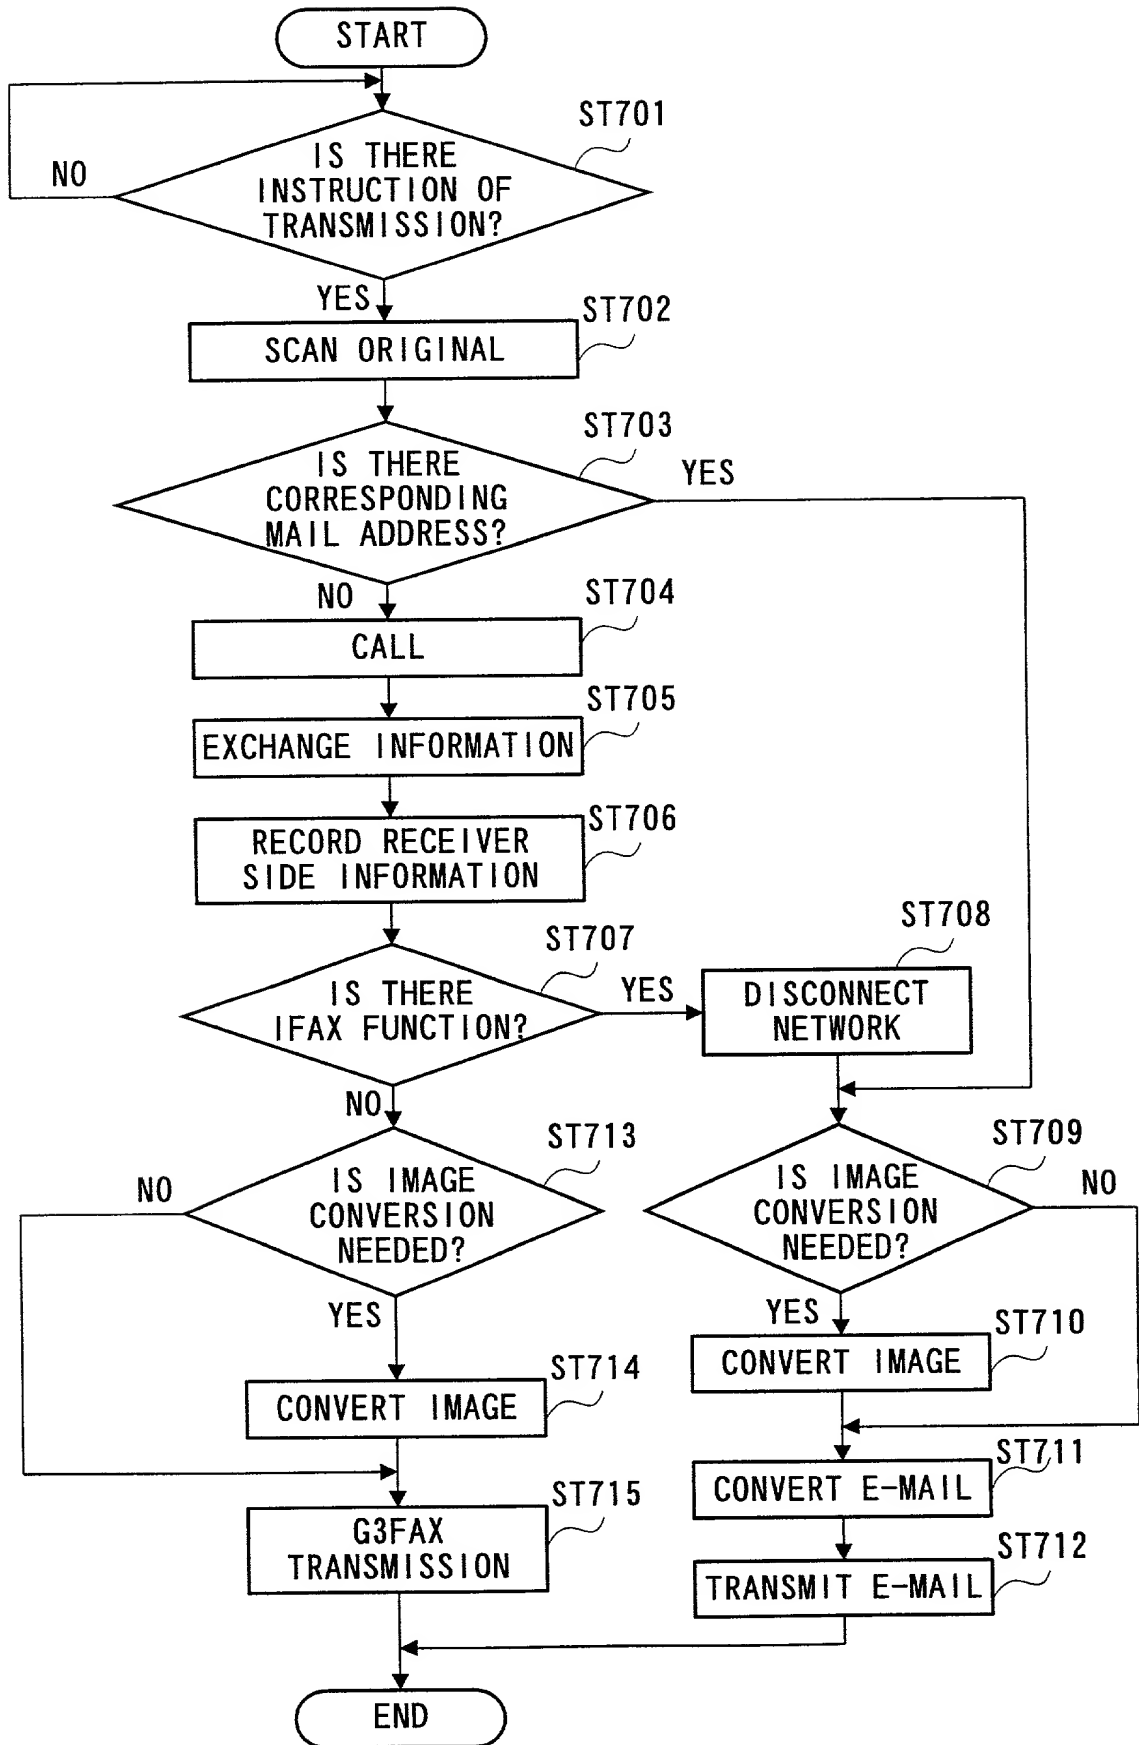 START
ST701
IS THERE
INSTRUCTION OF
TRANSMISSION?
NO
YES
ST702
SCAN ORIGINAL
ST703
IS THERE
CORRESPONDING
MAIL ADDRESS?
YES
NO
ST704
CALL
ST705
EXCHANGE INFORMATION
ST706
RECORD RECEIVER
SIDE INFORMATION
ST707
IS THERE
IFAX FUNCTION?
YES
ST708
DISCONNECT
NETWORK
NO
ST713
IS IMAGE
CONVERSION
NEEDED?
NO
YES
ST709
IS IMAGE
CONVERSION
NEEDED?
NO
YES
ST710
CONVERT IMAGE
ST714
CONVERT IMAGE
ST711
CONVERT E-MAIL
ST715
G3FAX
TRANSMISSION
ST712
TRANSMIT E-MAIL
END